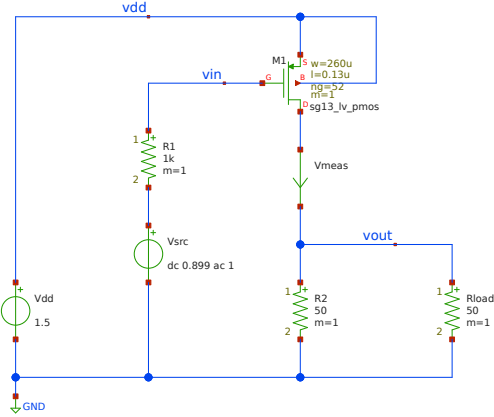 vdd
M1
S
w=260u
l=0.13u
vin
G
B
ng=52
m=1
D
sg13_lv_pmos
1
+
R1
1k
2
m=1
Vmeas
+
Vsrc
dc 0.899 ac 1
vout
+
Vdd
1.5
1
+
R2
50
2
m=1
1
+
Rload
50
2
m=1
GND